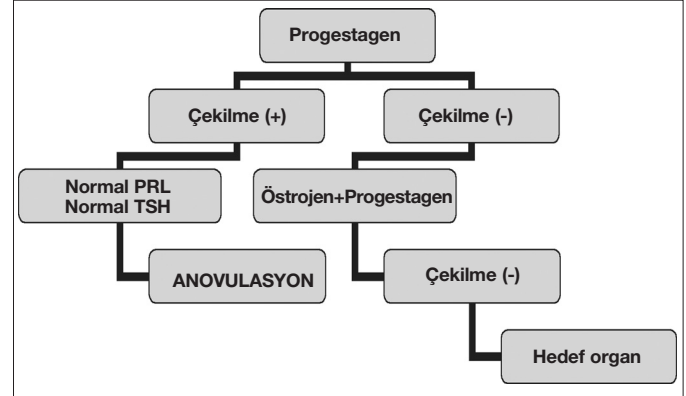 Progestagen
Çekilme (+)
Çekilme (-)
Normal PRL
Normal TSH
Östrojen+Progestagen
ANOVULASYON
Çekilme (-)
Hedef organ